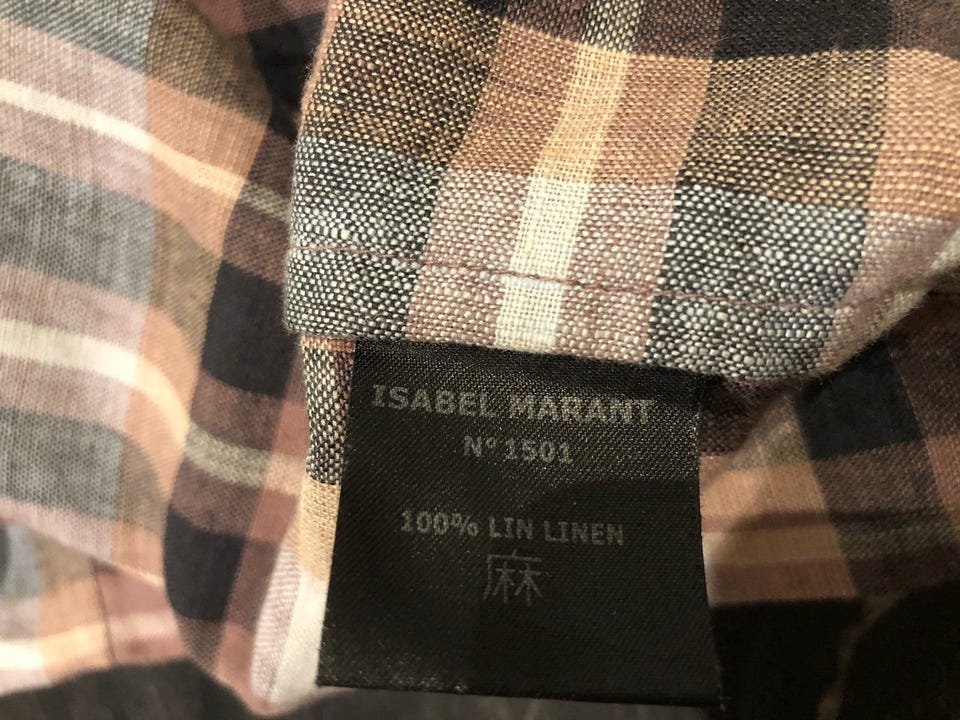 ISABEL MARANT
N° 1501
100% LIN LINEN
麻